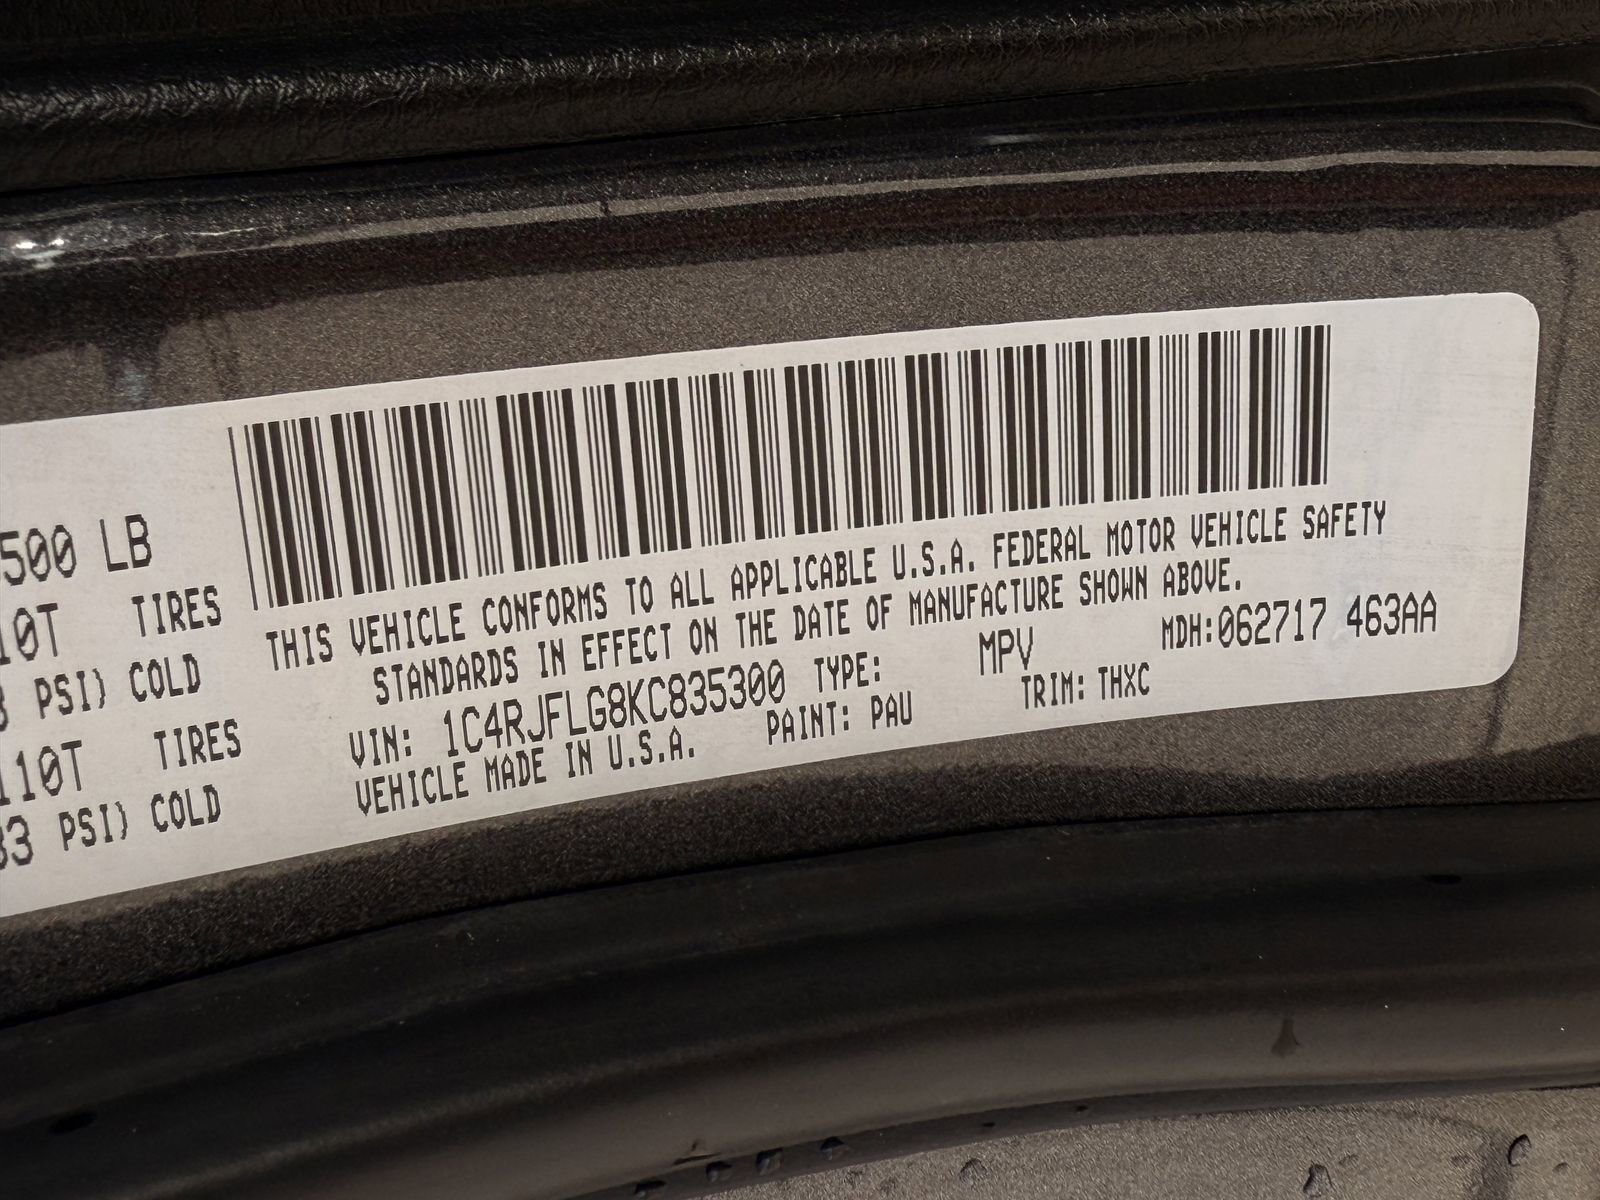 500 LB
10T TIRES
PSI) COLD
110T TIRES
33 PSI) COLD
THIS VEHICLE CONFORMS TO ALL APPLICABLE U.S.A. FEDERAL MOTOR VEHICLE SAFETY
STANDARDS IN EFFECT ON THE DATE OF MANUFACTURE SHOWN ABOVE.
MDH:062717 463AA
VIN: 1C4RJFLG8KC835300 TYPE: MPV
VEHICLE MADE IN U.S.A. PAINT: PAU TRIM: THXC